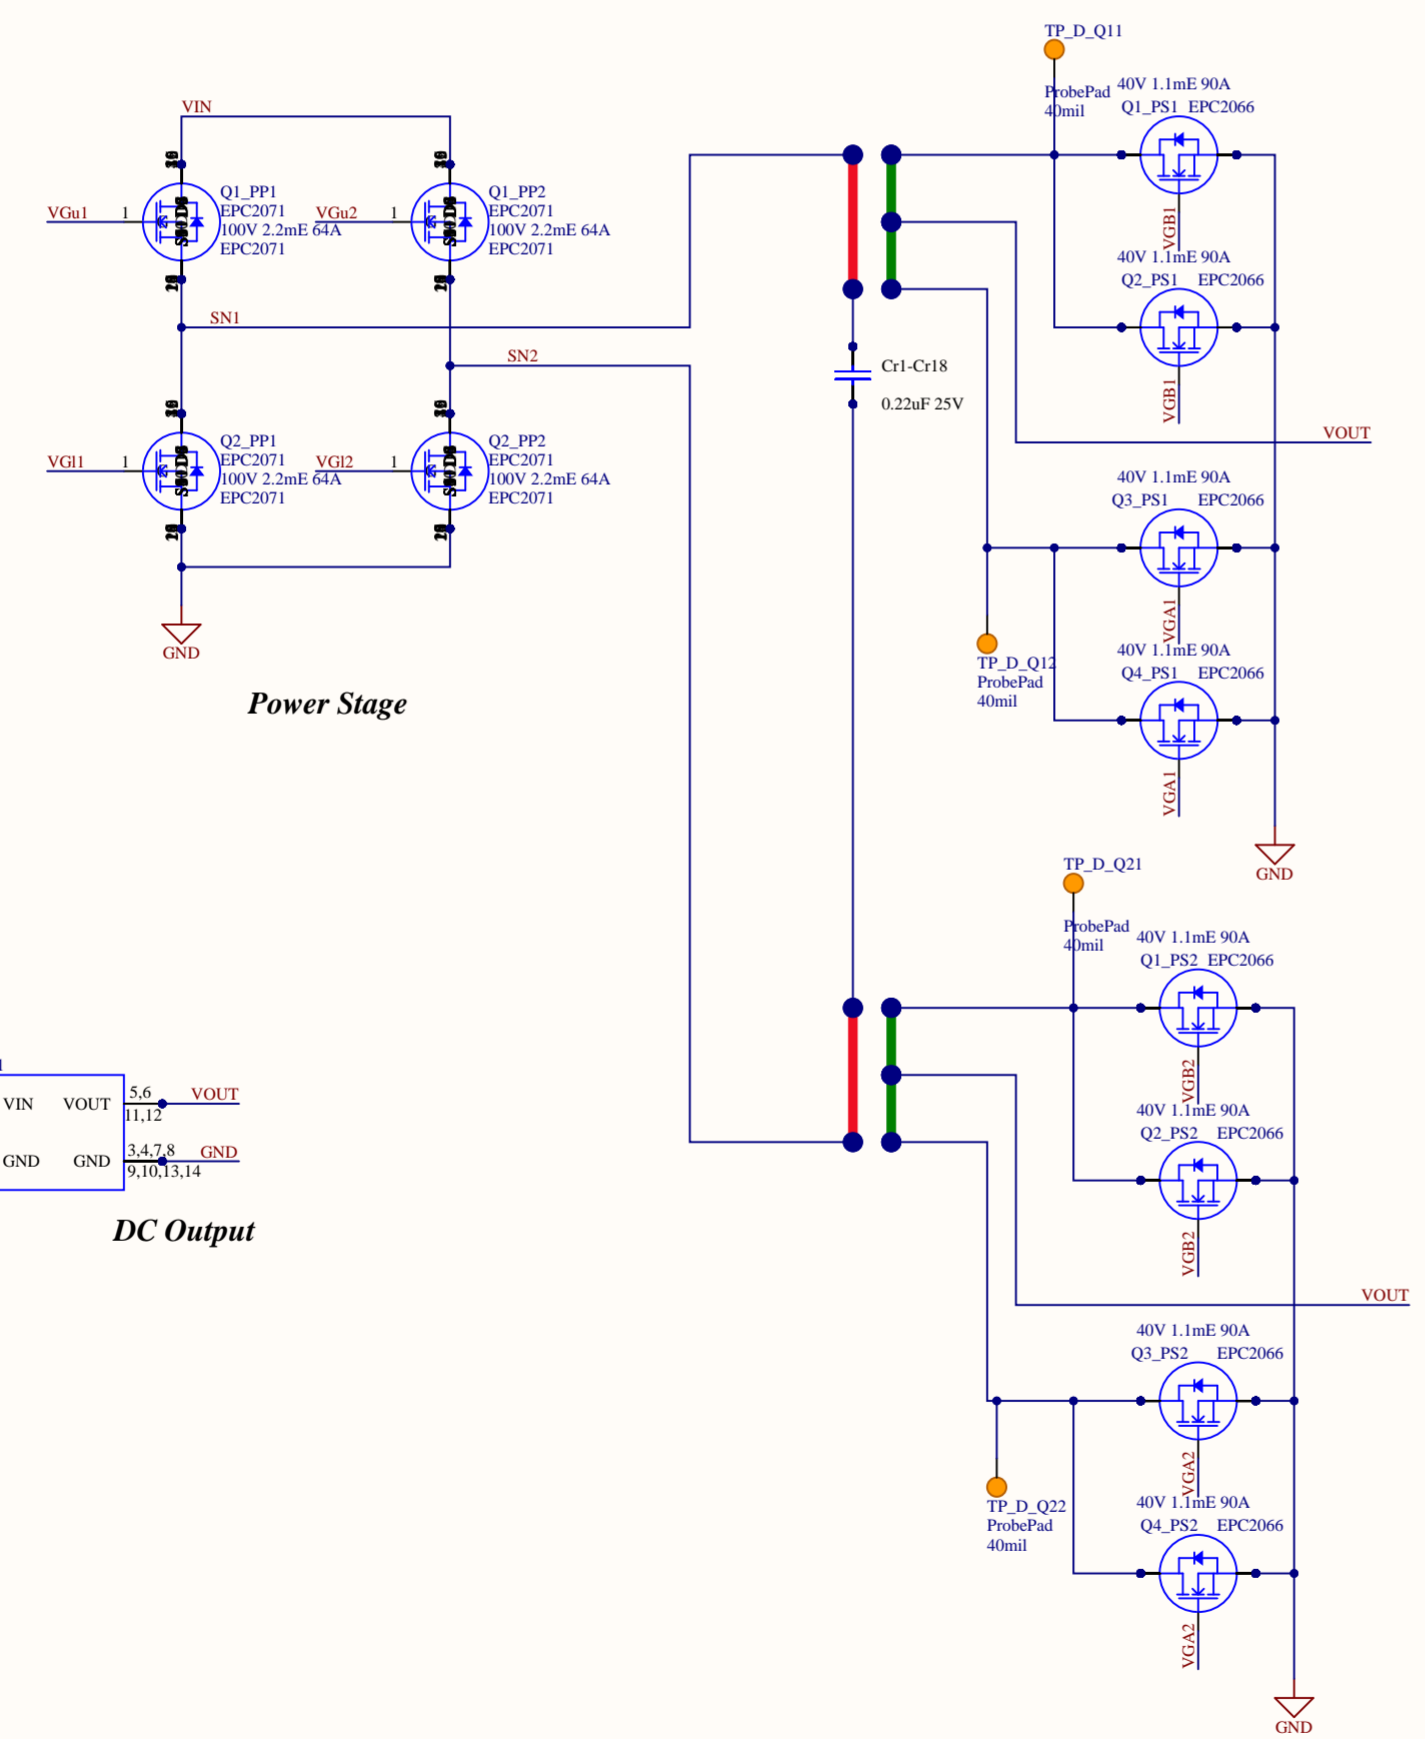 TP_D_Q11
ProbePad
40mil
40V 1.1mE 90A
Q1_PS1 EPC2066
VIN
VGu1
1
Q1_PP1
EPC2071
100V 2.2mE 64A
EPC2071
VGu2
1
Q1_PP2
EPC2071
100V 2.2mE 64A
EPC2071
VGB1
40V 1.1mE 90A
Q2_PS1 EPC2066
VGB1
SN1
SN2
Cr1-Cr18
0.22uF 25V
VOUT
VGl1
1
Q2_PP1
EPC2071
100V 2.2mE 64A
EPC2071
VGl2
1
Q2_PP2
EPC2071
100V 2.2mE 64A
EPC2071
40V 1.1mE 90A
Q3_PS1 EPC2066
VGA1
GND
Power Stage
TP_D_Q12
ProbePad
40mil
40V 1.1mE 90A
Q4_PS1 EPC2066
VGA1
GND
TP_D_Q21
ProbePad
40mil
40V 1.1mE 90A
Q1_PS2 EPC2066
VGB2
40V 1.1mE 90A
Q2_PS2 EPC2066
VGB2
VIN VOUT
5,6
VOUT
11,12
GND GND
3,4,7,8
GND
9,10,13,14
DC Output
VOUT
40V 1.1mE 90A
Q3_PS2 EPC2066
VGA2
TP_D_Q22
ProbePad
40mil
40V 1.1mE 90A
Q4_PS2 EPC2066
VGA2
GND